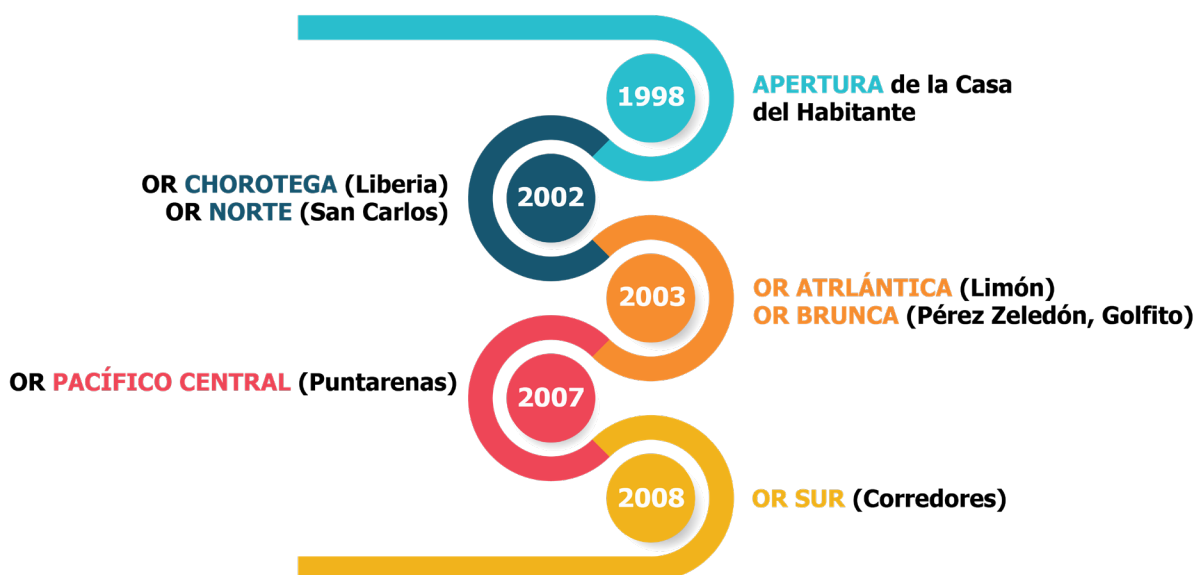 1998
APERTURA de la Casa
del Habitante
2002
OR CHOROTEGA (Liberia)
OR NORTE (San Carlos)
2003
OR ATRLÁNTICA (Limón)
OR BRUNCA (Pérez Zeledón, Golfito)
2007
OR PACÍFICO CENTRAL (Puntarenas)
2008
OR SUR (Corredores)